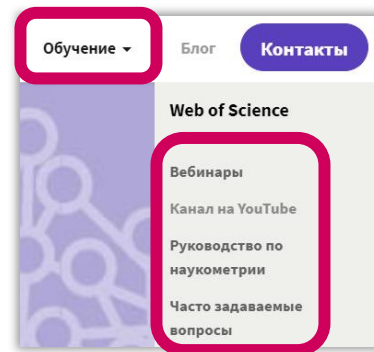 Обучение Блог Контакты
Web of Science
Вебинары
Канал на YouTube
Руководство по
наукометрии
Часто задаваемые
вопросы